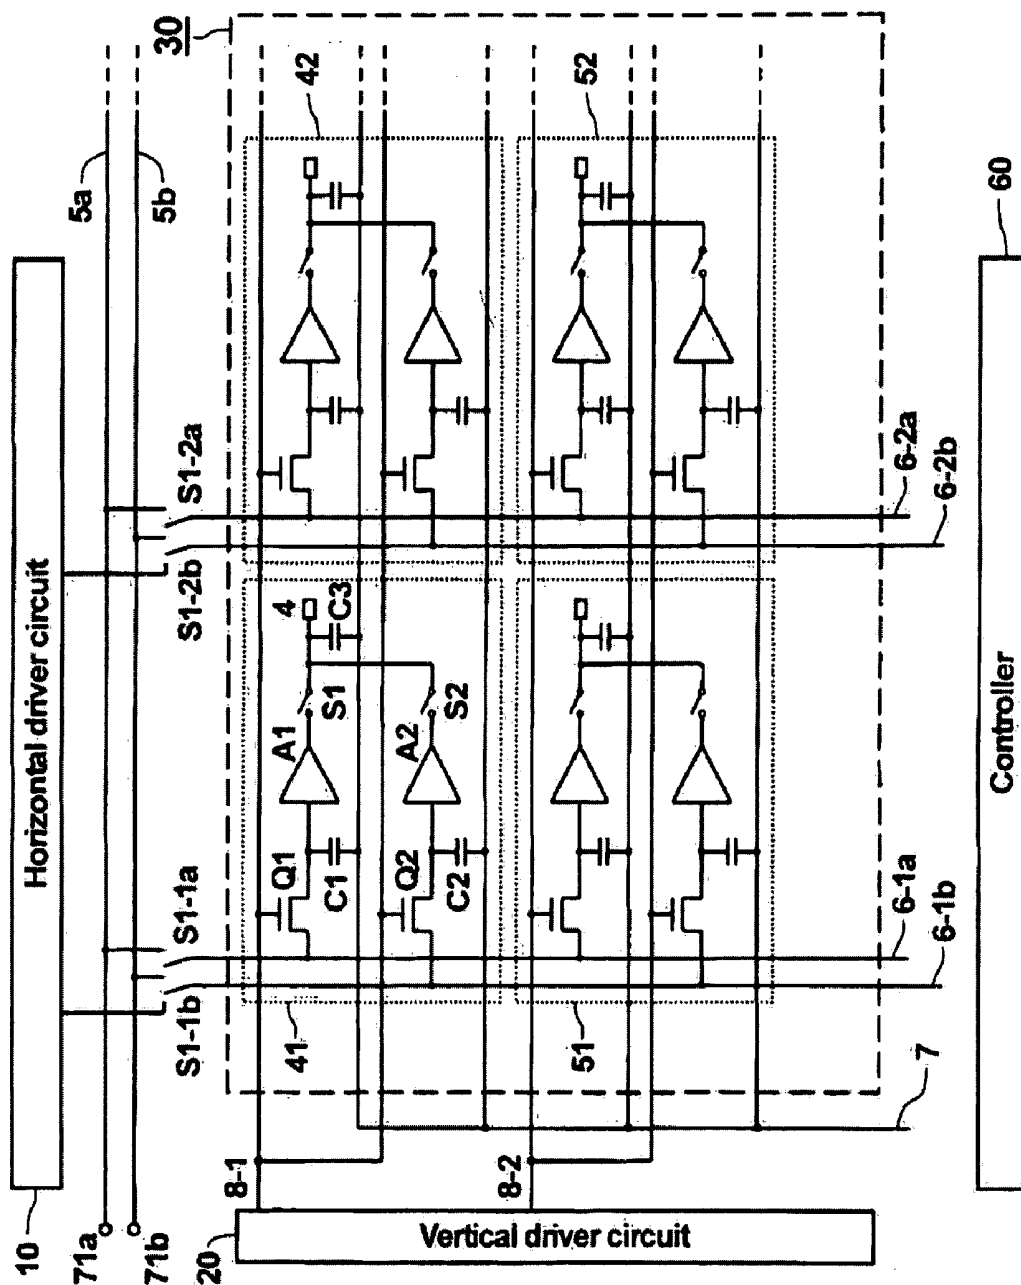 Horizontal driver circuit
10
71a
71b
5a
5b
30
S1-1a
S1-1b
S1-2a
S1-2b
8-1
8-2
20
Vertical driver circuit
41
42
51
52
Q1
C1
A1
S1
4
C3
Q2
C2
A2
S2
6-1a
6-1b
6-2a
6-2b
7
Controller
60